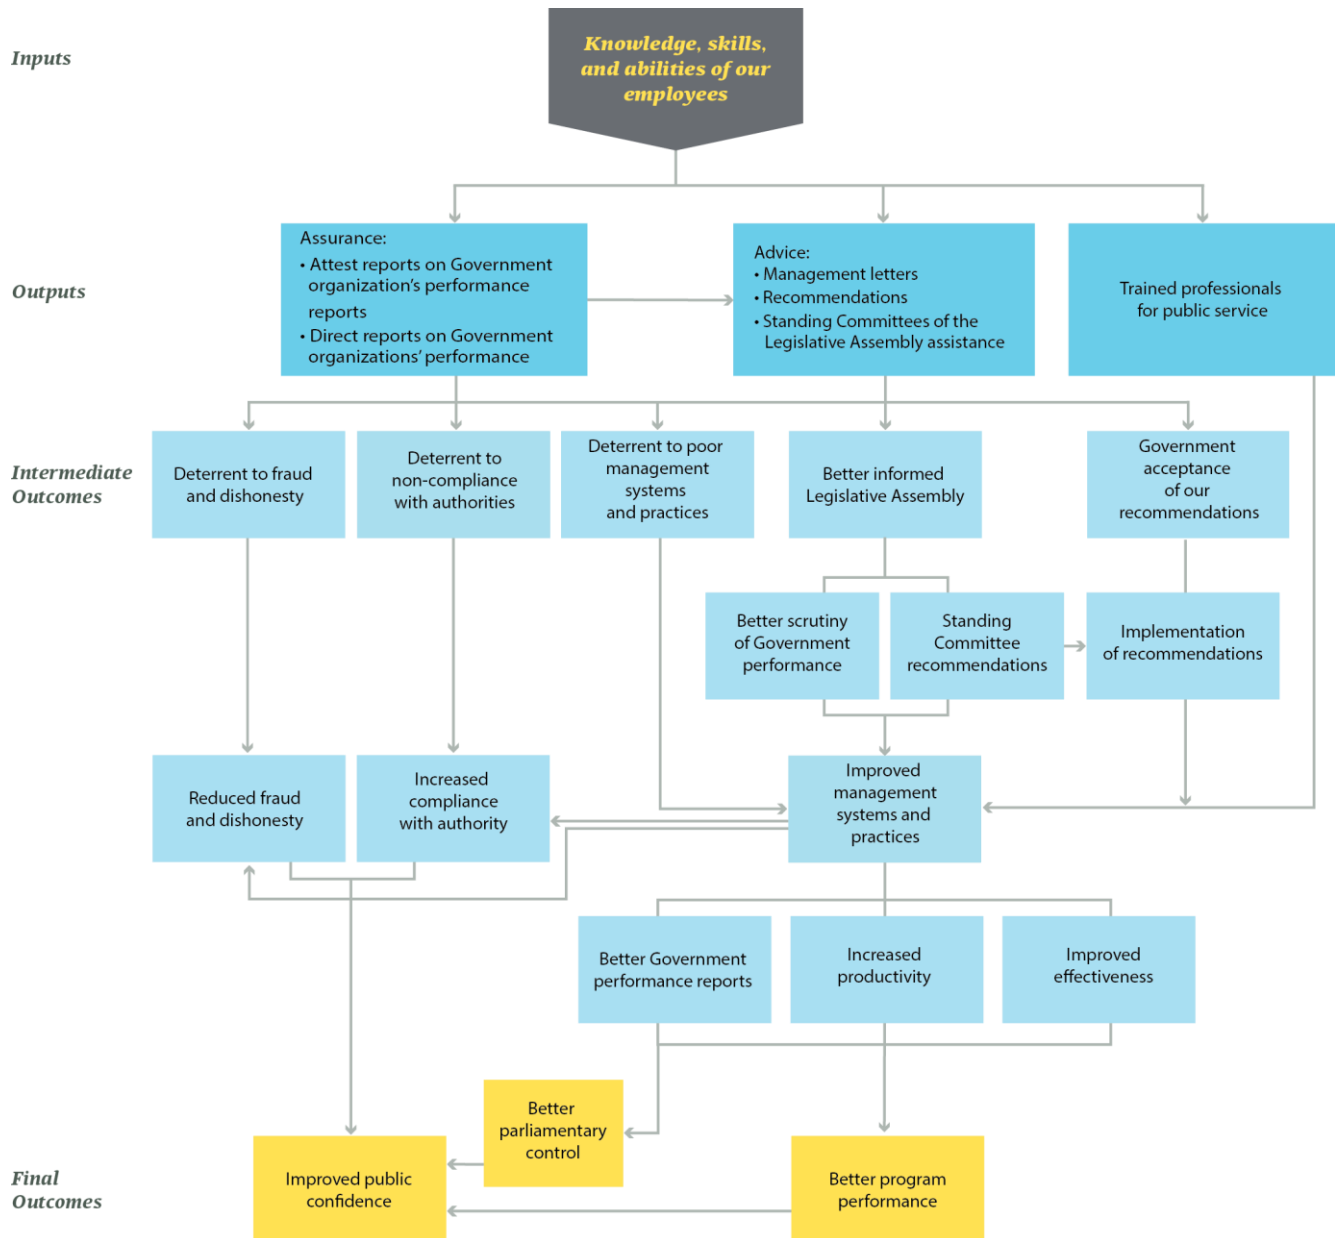 Inputs
Knowledge, skills,
and abilities of our
employees
Outputs
Assurance:
• Attest reports on Government
organization's performance
reports
• Direct reports on Government
organizations' performance
Advice:
• Management letters
• Recommendations
• Standing Committees of the
Legislative Assembly assistance
Trained professionals
for public service
Intermediate
Outcomes
Deterrent to fraud
and dishonesty
Deterrent to
non-compliance
with authorities
Deterrent to poor
management
systems
and practices
Better informed
Legislative Assembly
Government
acceptance
of our
recommendations
Better scrutiny
of Government
performance
Standing
Committee
recommendations
Implementation
of recommendations
Reduced fraud
and dishonesty
Increased
compliance
with authority
Improved
management
systems and
practices
Better Government
performance reports
Increased
productivity
Improved
effectiveness
Final
Outcomes
Better
parliamentary
control
Improved public
confidence
Better program
performance